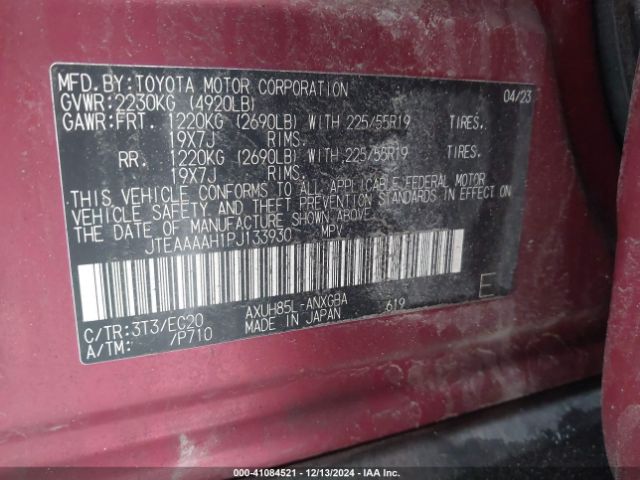 MFD.BY:TOYOTA MOTOR CORPORATION 04/23
GVWR:2230KG (4920LB)
GAWR:FRT. 1220KG (2690LB) WITH 225/55R19 TIRES.
19X7J RIMS.
RR. 1220KG (2690LB) WITH 225/55R19 TIRES.
19X7J RIMS.
THIS VEHICLE CONFORMS TO ALL APPLICABLE FEDERAL MOTOR
VEHICLE SAFETY AND THEFT PREVENTION STANDARDS IN EFFECT ON
THE DATE OF MANUFACTURE SHOWN ABOVE.
JTEAAAAH1PJ133930 MPV
E
C/TR:3T3/EC20 AXUH85L-ANXGBA 619
A/TM: /P710 MADE IN JAPAN
000-41084521 - 12/13/2024 - IAAI.COM